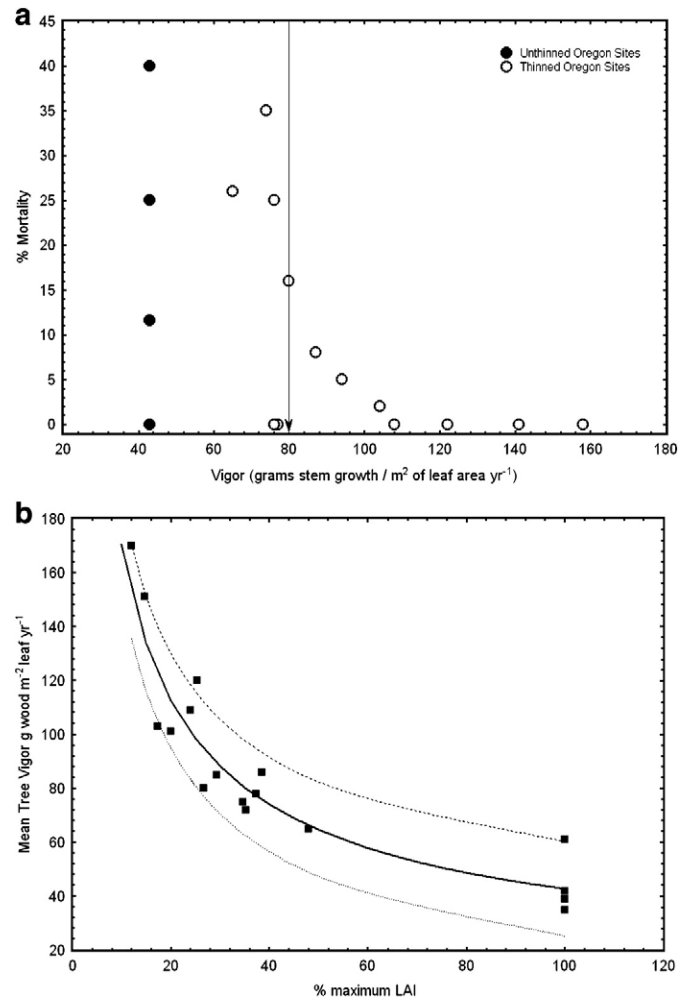 a
45
40
35
30
25
20
15
10
5
0
% Mortality
Unthinned Oregon Sites
Thinned Oregon Sites
20 40 60 80 100 120 140 160 180
Vigor (grams stem growth / m² of leaf area yr⁻¹)
b
180
160
140
120
100
80
60
40
20
Mean Tree Vigor g wood m⁻² leaf yr⁻¹
0 20 40 60 80 100 120
% maximum LAI